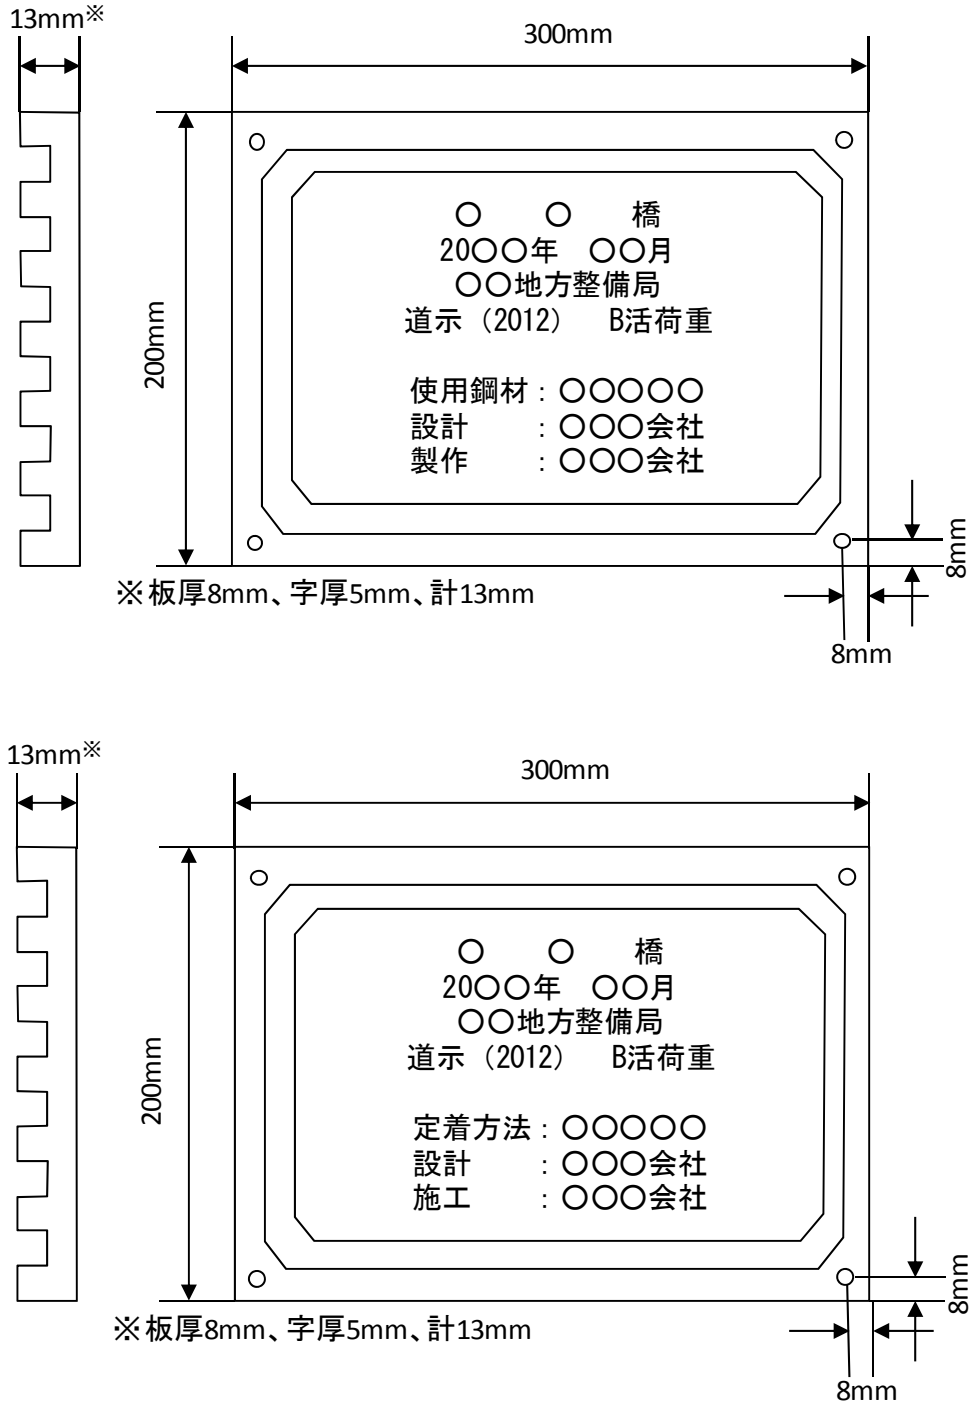 13mm※
300mm
200mm
○　○　橋
20○○年　○○月
○○地方整備局
道示（2012）　B活荷重
使用鋼材：○○○○○
設計　　：○○○会社
製作　　：○○○会社
8mm
※板厚8mm、字厚5mm、計13mm
8mm
13mm※
300mm
200mm
○　○　橋
20○○年　○○月
○○地方整備局
道示（2012）　B活荷重
定着方法：○○○○○
設計　　：○○○会社
施工　　：○○○会社
8mm
※板厚8mm、字厚5mm、計13mm
8mm